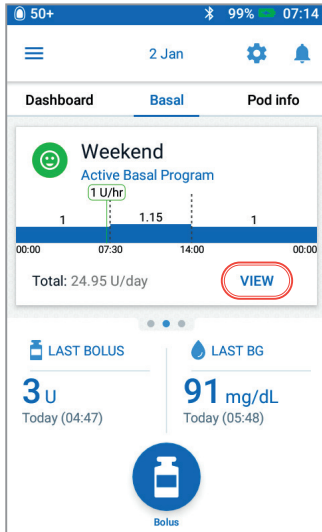 50+ 99% 07:14
2 Jan
Dashboard Basal Pod info
Weekend
Active Basal Program
1 U/hr
1 1.15 1
00:00 07:30 14:00 00:00
Total: 24.95 U/day VIEW
LAST BOLUS LAST BG
3 U 91 mg/dL
Today (04:47) Today (05:48)
Bolus